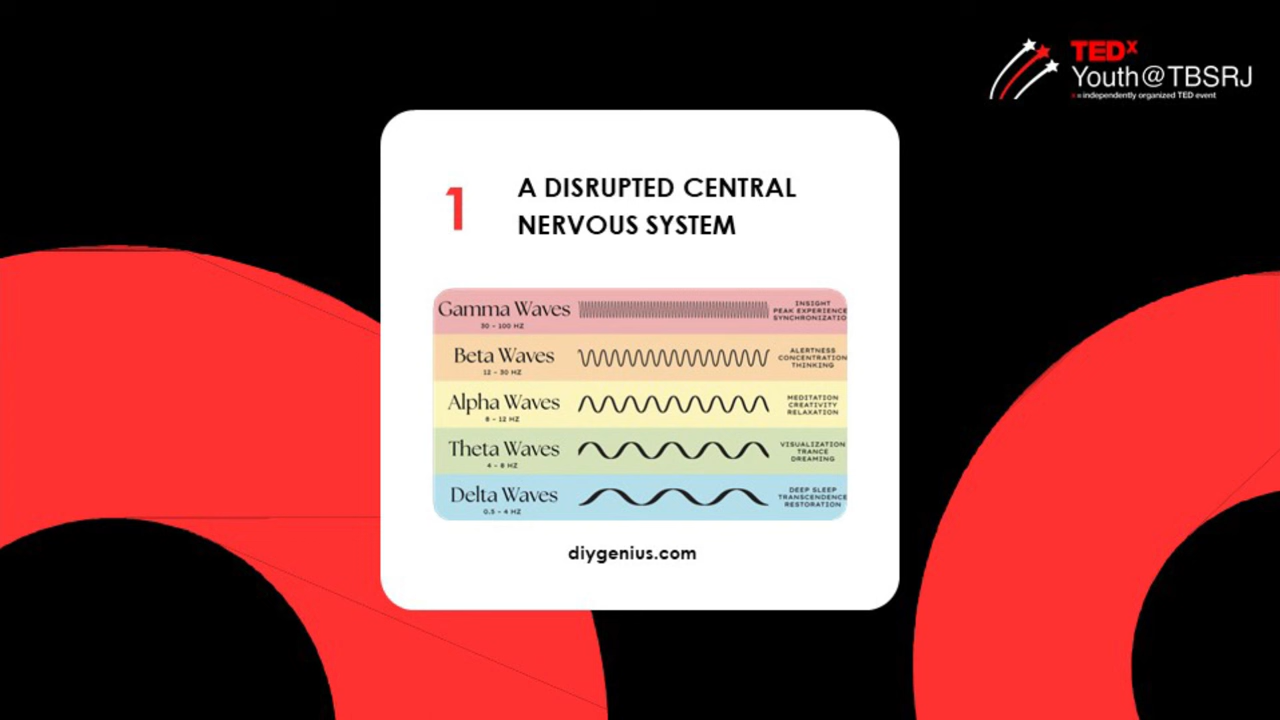 TEDx
Youth@TBSRJ
x = independently organized TED event
1
A DISRUPTED CENTRAL
NERVOUS SYSTEM
Gamma Waves
30 - 100 HZ
INSIGHT
PEAK EXPERIENCE
SYNCHRONIZATIO
Beta Waves
12 - 30 HZ
ALERTNESS
CONCENTRATION
THINKING
Alpha Waves
8 - 12 HZ
MEDITATION
CREATIVITY
RELAXATION
Theta Waves
4 - 8 HZ
VISUALIZATION
TRANCE
DREAMING
Delta Waves
0.5 - 4 HZ
DEEP SLEEP
TRANSCENDENCE
RESTORATION
diygenius.com